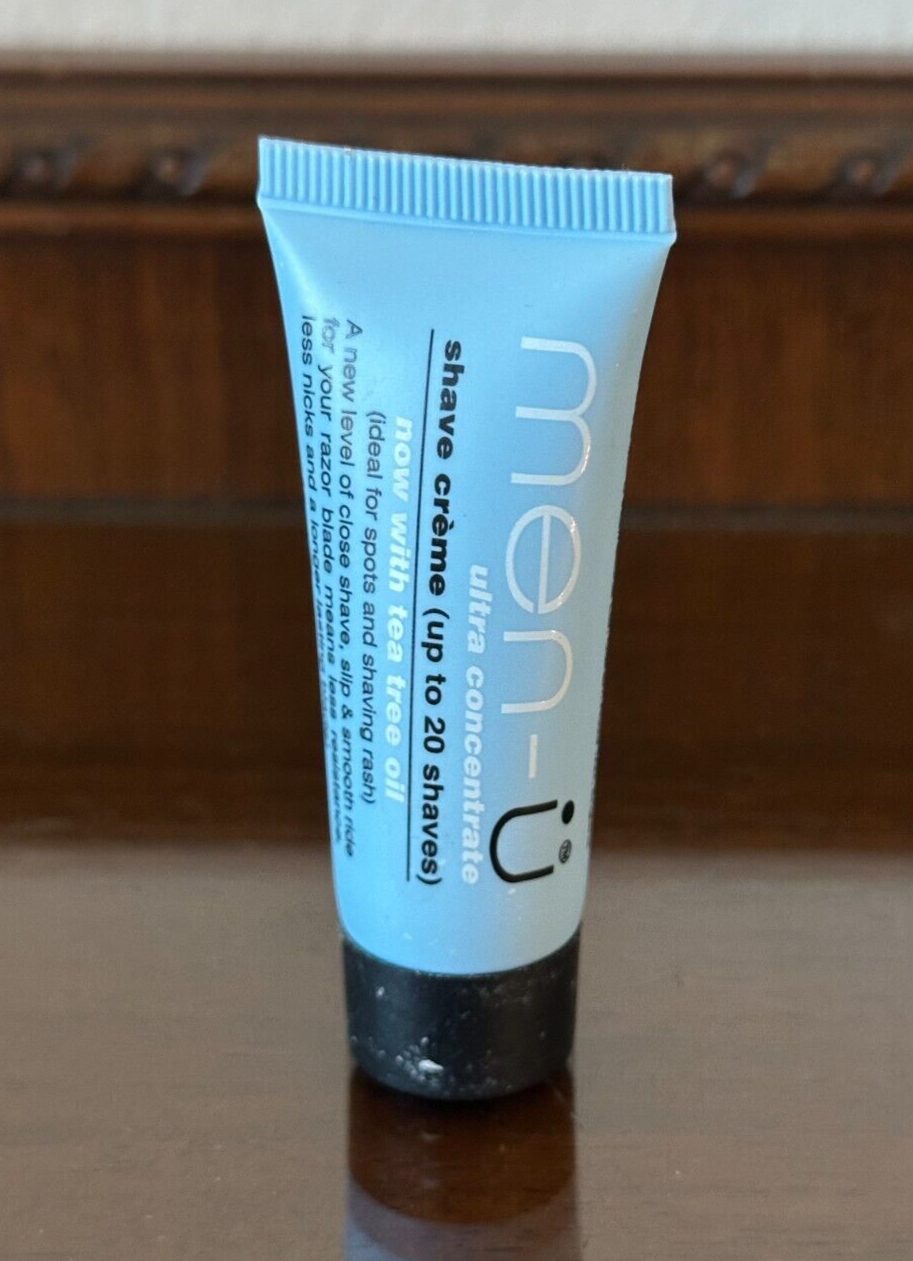 men-ü
ultra concentrate
shave crème (up to 20 shaves)
now with tea tree oil
(ideal for spots and shaving rash)
A new level of close shave, slip & smooth ride
for your razor blade means less resistance,
less nicks and a longer lasting